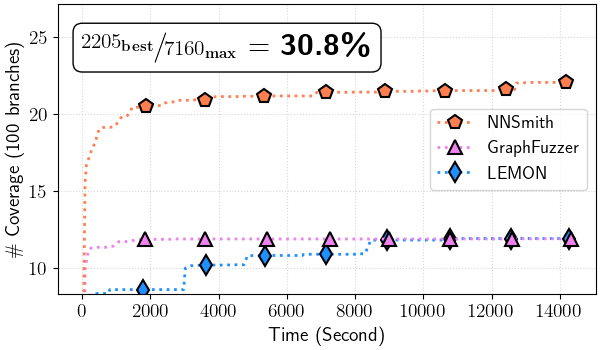 2205best/7160max = 30.8%
# Coverage (100 branches)
25
20
15
10
NNSmith
GraphFuzzer
LEMON
0 2000 4000 6000 8000 10000 12000 14000
Time (Second)